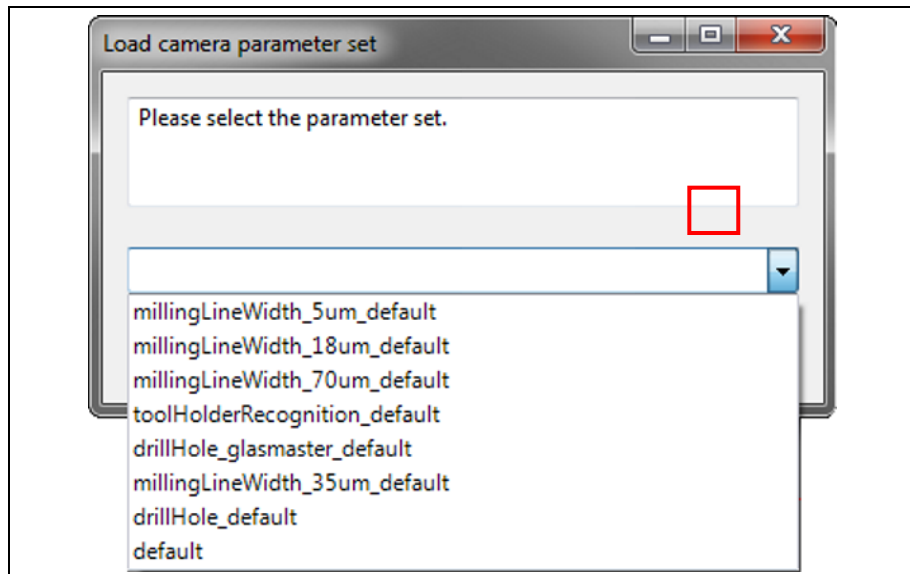 Load camera parameter set
Please select the parameter set.
millingLineWidth_5um_default
millingLineWidth_18um_default
millingLineWidth_70um_default
toolHolderRecognition_default
drillHole_glasmaster_default
millingLineWidth_35um_default
drillHole_default
default